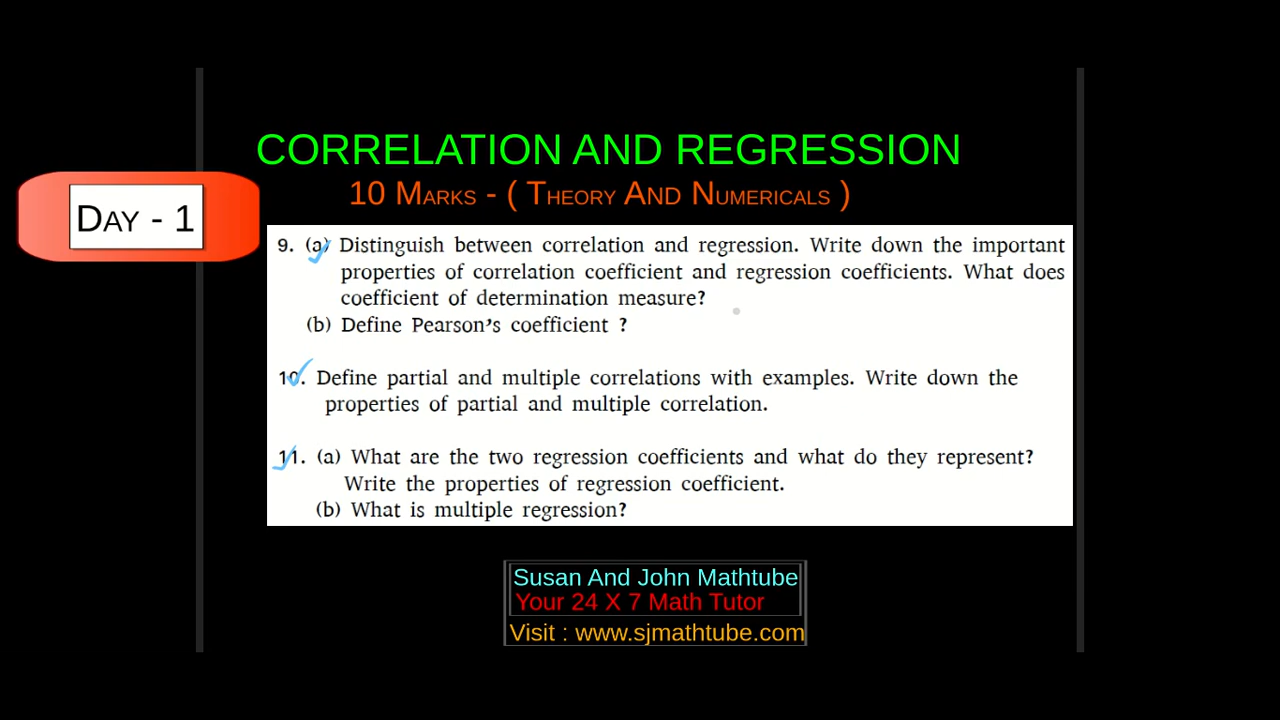 CORRELATION AND REGRESSION
10 Marks - ( Theory And Numericals )
Day - 1
9. (a) Distinguish between correlation and regression. Write down the important
properties of correlation coefficient and regression coefficients. What does
coefficient of determination measure?
(b) Define Pearson's coefficient ?
10. Define partial and multiple correlations with examples. Write down the
properties of partial and multiple correlation.
11. (a) What are the two regression coefficients and what do they represent?
Write the properties of regression coefficient.
(b) What is multiple regression?
Susan And John Mathtube
Your 24 X 7 Math Tutor
Visit : www.sjmathtube.com